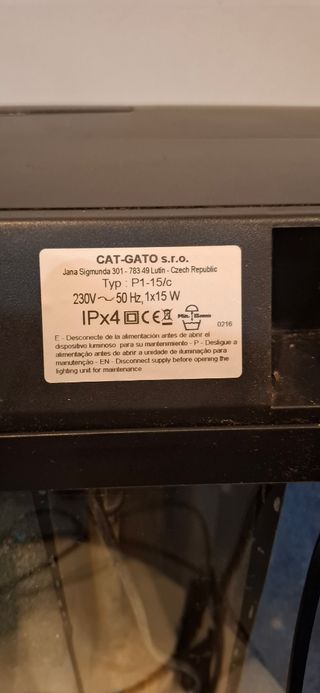 CAT-GATO s.r.o.
Jana Sigmunda 301 - 783 49 Lutín - Czech Republic
Typ : P1-15/c
230V ~ 50 Hz, 1x15 W
IPx4 CE
0216
E - Desconecte de la alimentación antes de abrir el
dispositivo luminoso para su mantenimiento - P - Desligue a
alimentação antes de abrir a unidade de iluminação para
manutenção - EN - Disconnect supply before opening the
lighting unit for maintenance